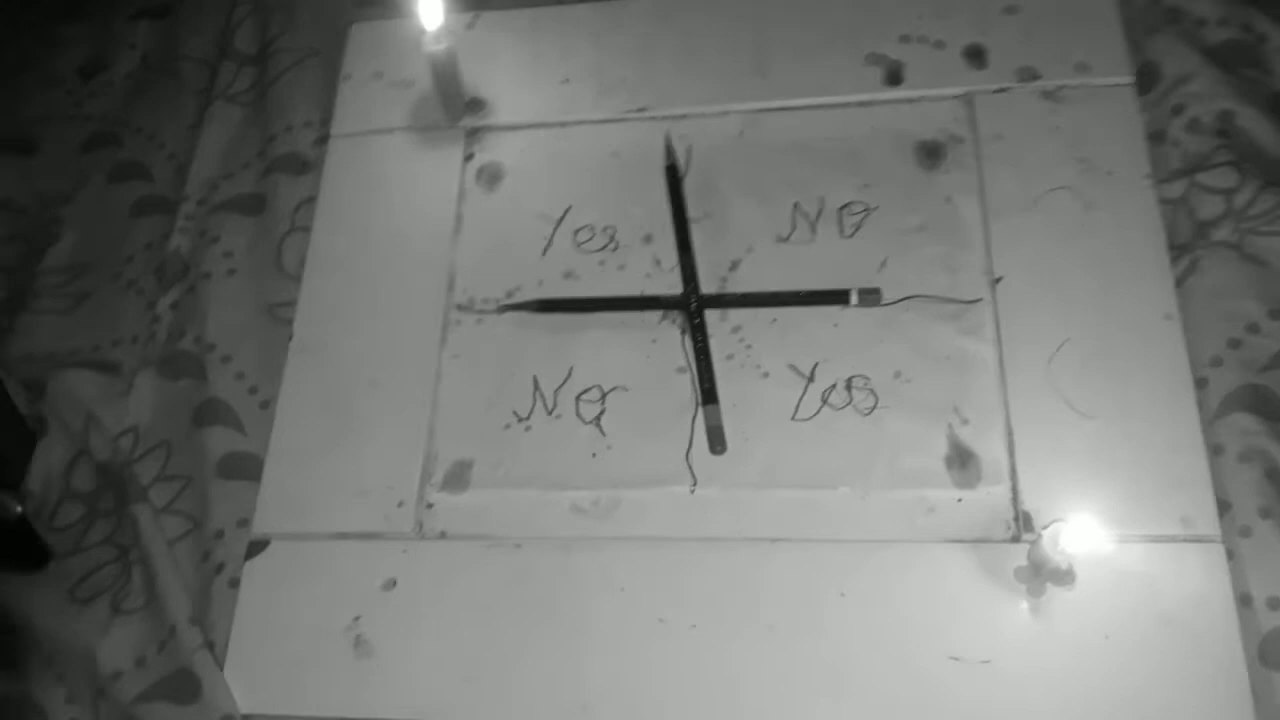 Yes NO
No Yes